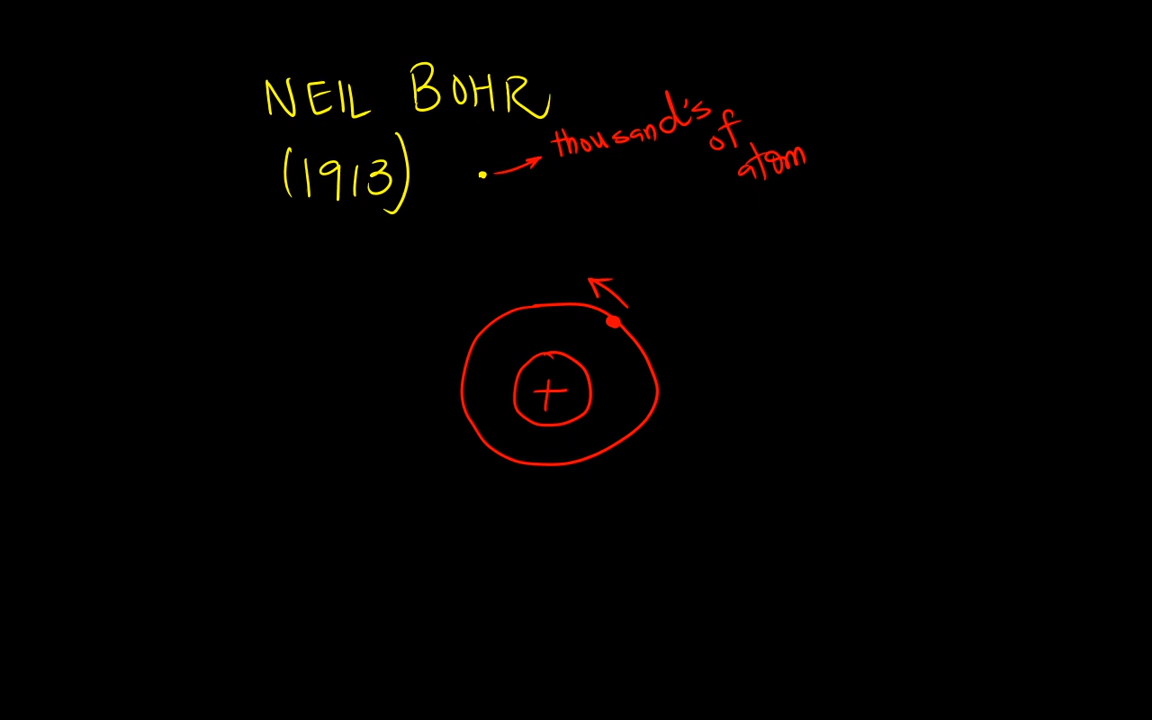 NEIL BOHR
(1913)
thousand's of atom
+